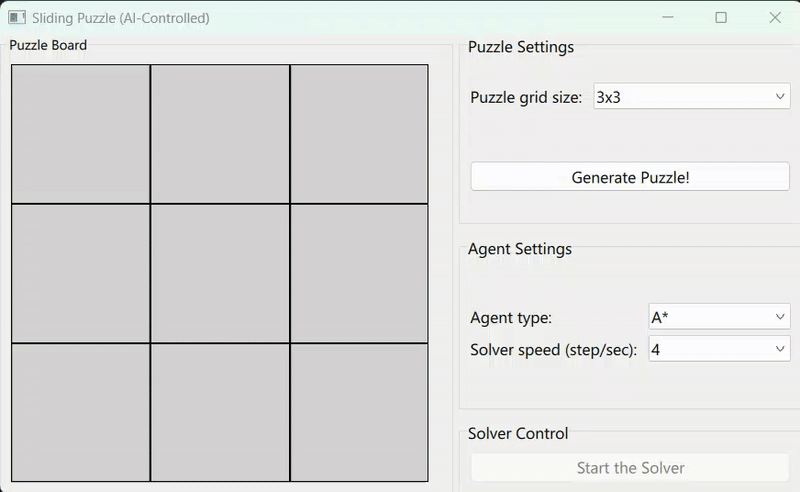 Sliding Puzzle (AI-Controlled)
Puzzle Board
Puzzle Settings
Puzzle grid size: 3x3
Generate Puzzle!
Agent Settings
Agent type: A*
Solver speed (step/sec): 4
Solver Control
Start the Solver